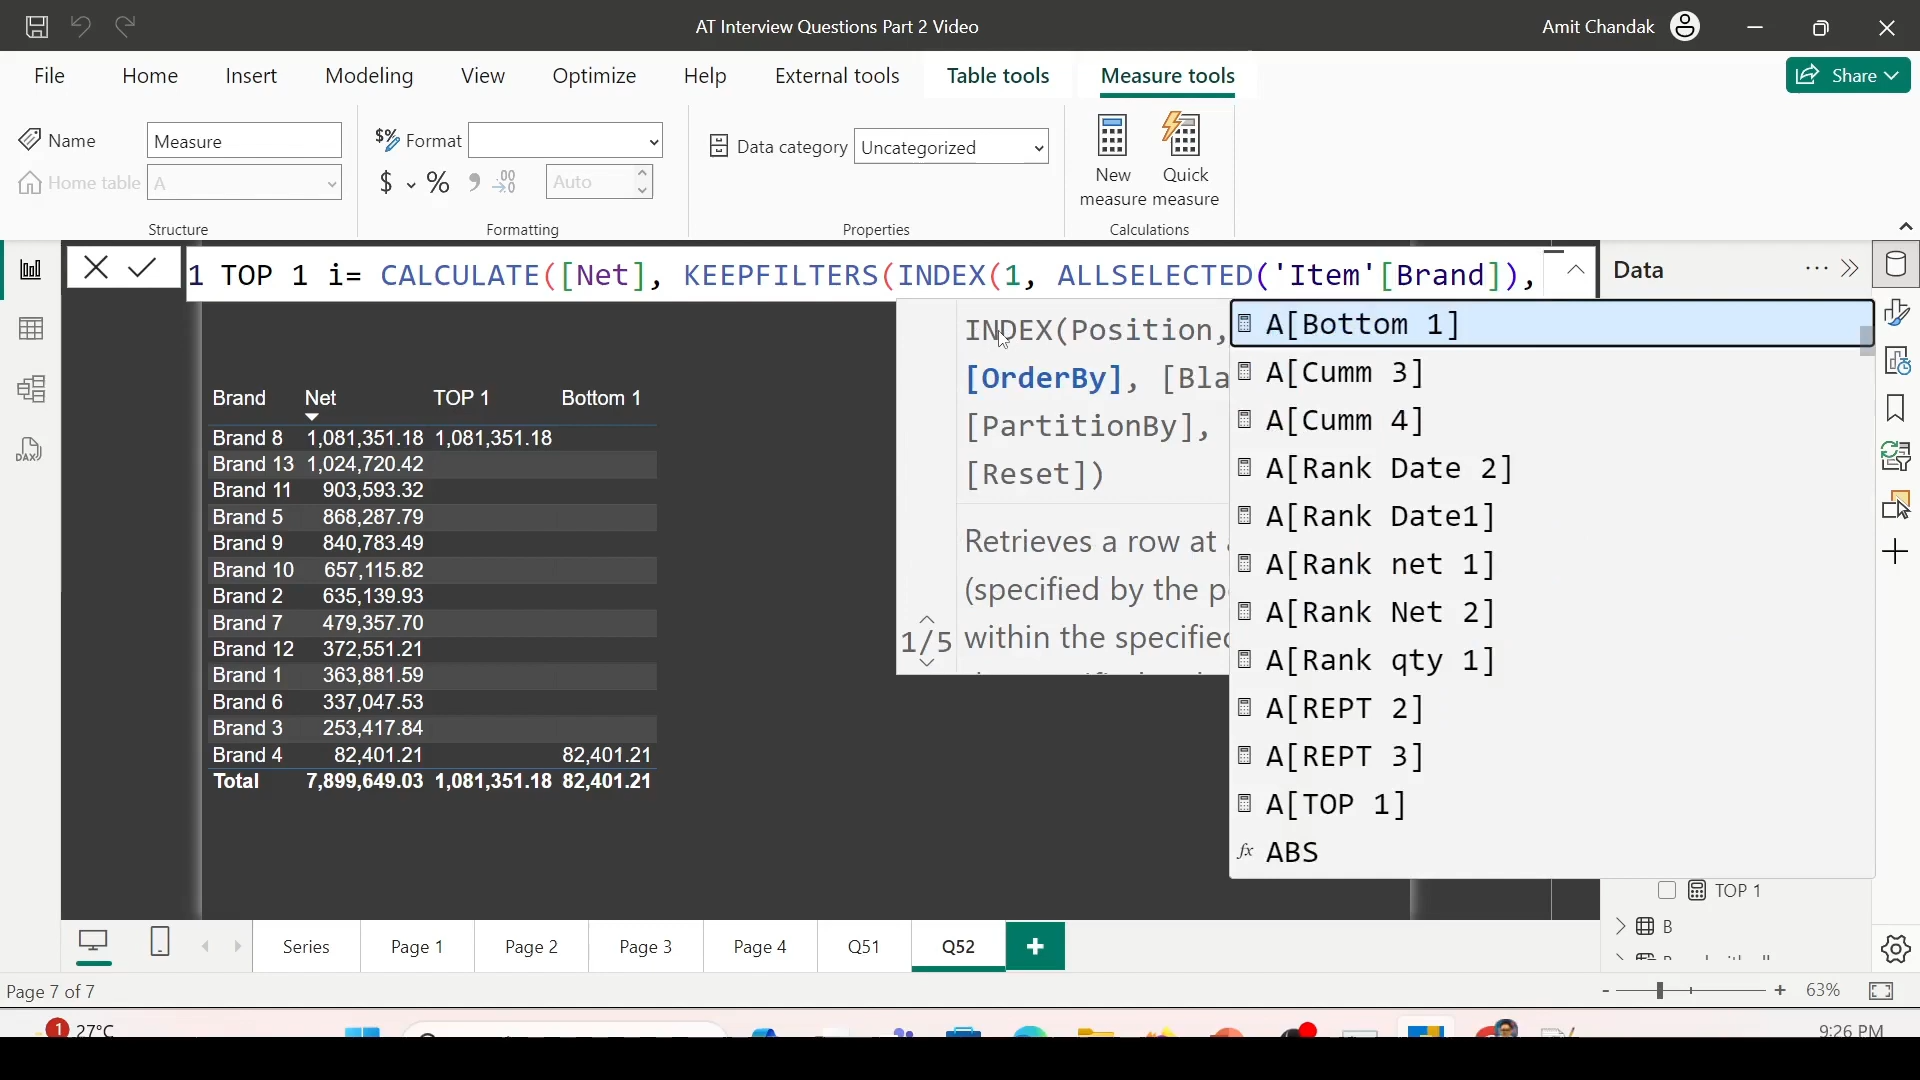 AT Interview Questions Part 2 Video
Amit Chandak
File Home Insert Modeling View Optimize Help External tools Table tools Measure tools
Share
Name Measure
Home table A
Structure
$% Format
$ % 9 .00
Auto
Formatting
Data category Uncategorized
Properties
New measure
Quick measure
Calculations
1 TOP 1 i= CALCULATE([Net], KEEPFILTERS(INDEX(1, ALLSELECTED('Item'[Brand]),
Data
INDEX(Position,
[OrderBy], [Bla
[PartitionBy],
[Reset])
Retrieves a row at
(specified by the p
1/5 within the specified
A[Bottom 1]
A[Cumm 3]
A[Cumm 4]
A[Rank Date 2]
A[Rank Date1]
A[Rank net 1]
A[Rank Net 2]
A[Rank qty 1]
A[REPT 2]
A[REPT 3]
A[TOP 1]
fx ABS
TOP 1
B
DAX
Brand Net TOP 1 Bottom 1
Brand 8 1,081,351.18 1,081,351.18
Brand 13 1,024,720.42
Brand 11 903,593.32
Brand 5 868,287.79
Brand 9 840,783.49
Brand 10 657,115.82
Brand 2 635,139.93
Brand 7 479,357.70
Brand 12 372,551.21
Brand 1 363,881.59
Brand 6 337,047.53
Brand 3 253,417.84
Brand 4 82,401.21 82,401.21
Total 7,899,649.03 1,081,351.18 82,401.21
Series Page 1 Page 2 Page 3 Page 4 Q51 Q52 +
Page 7 of 7
- + 63%
1 27°C
9:26 PM